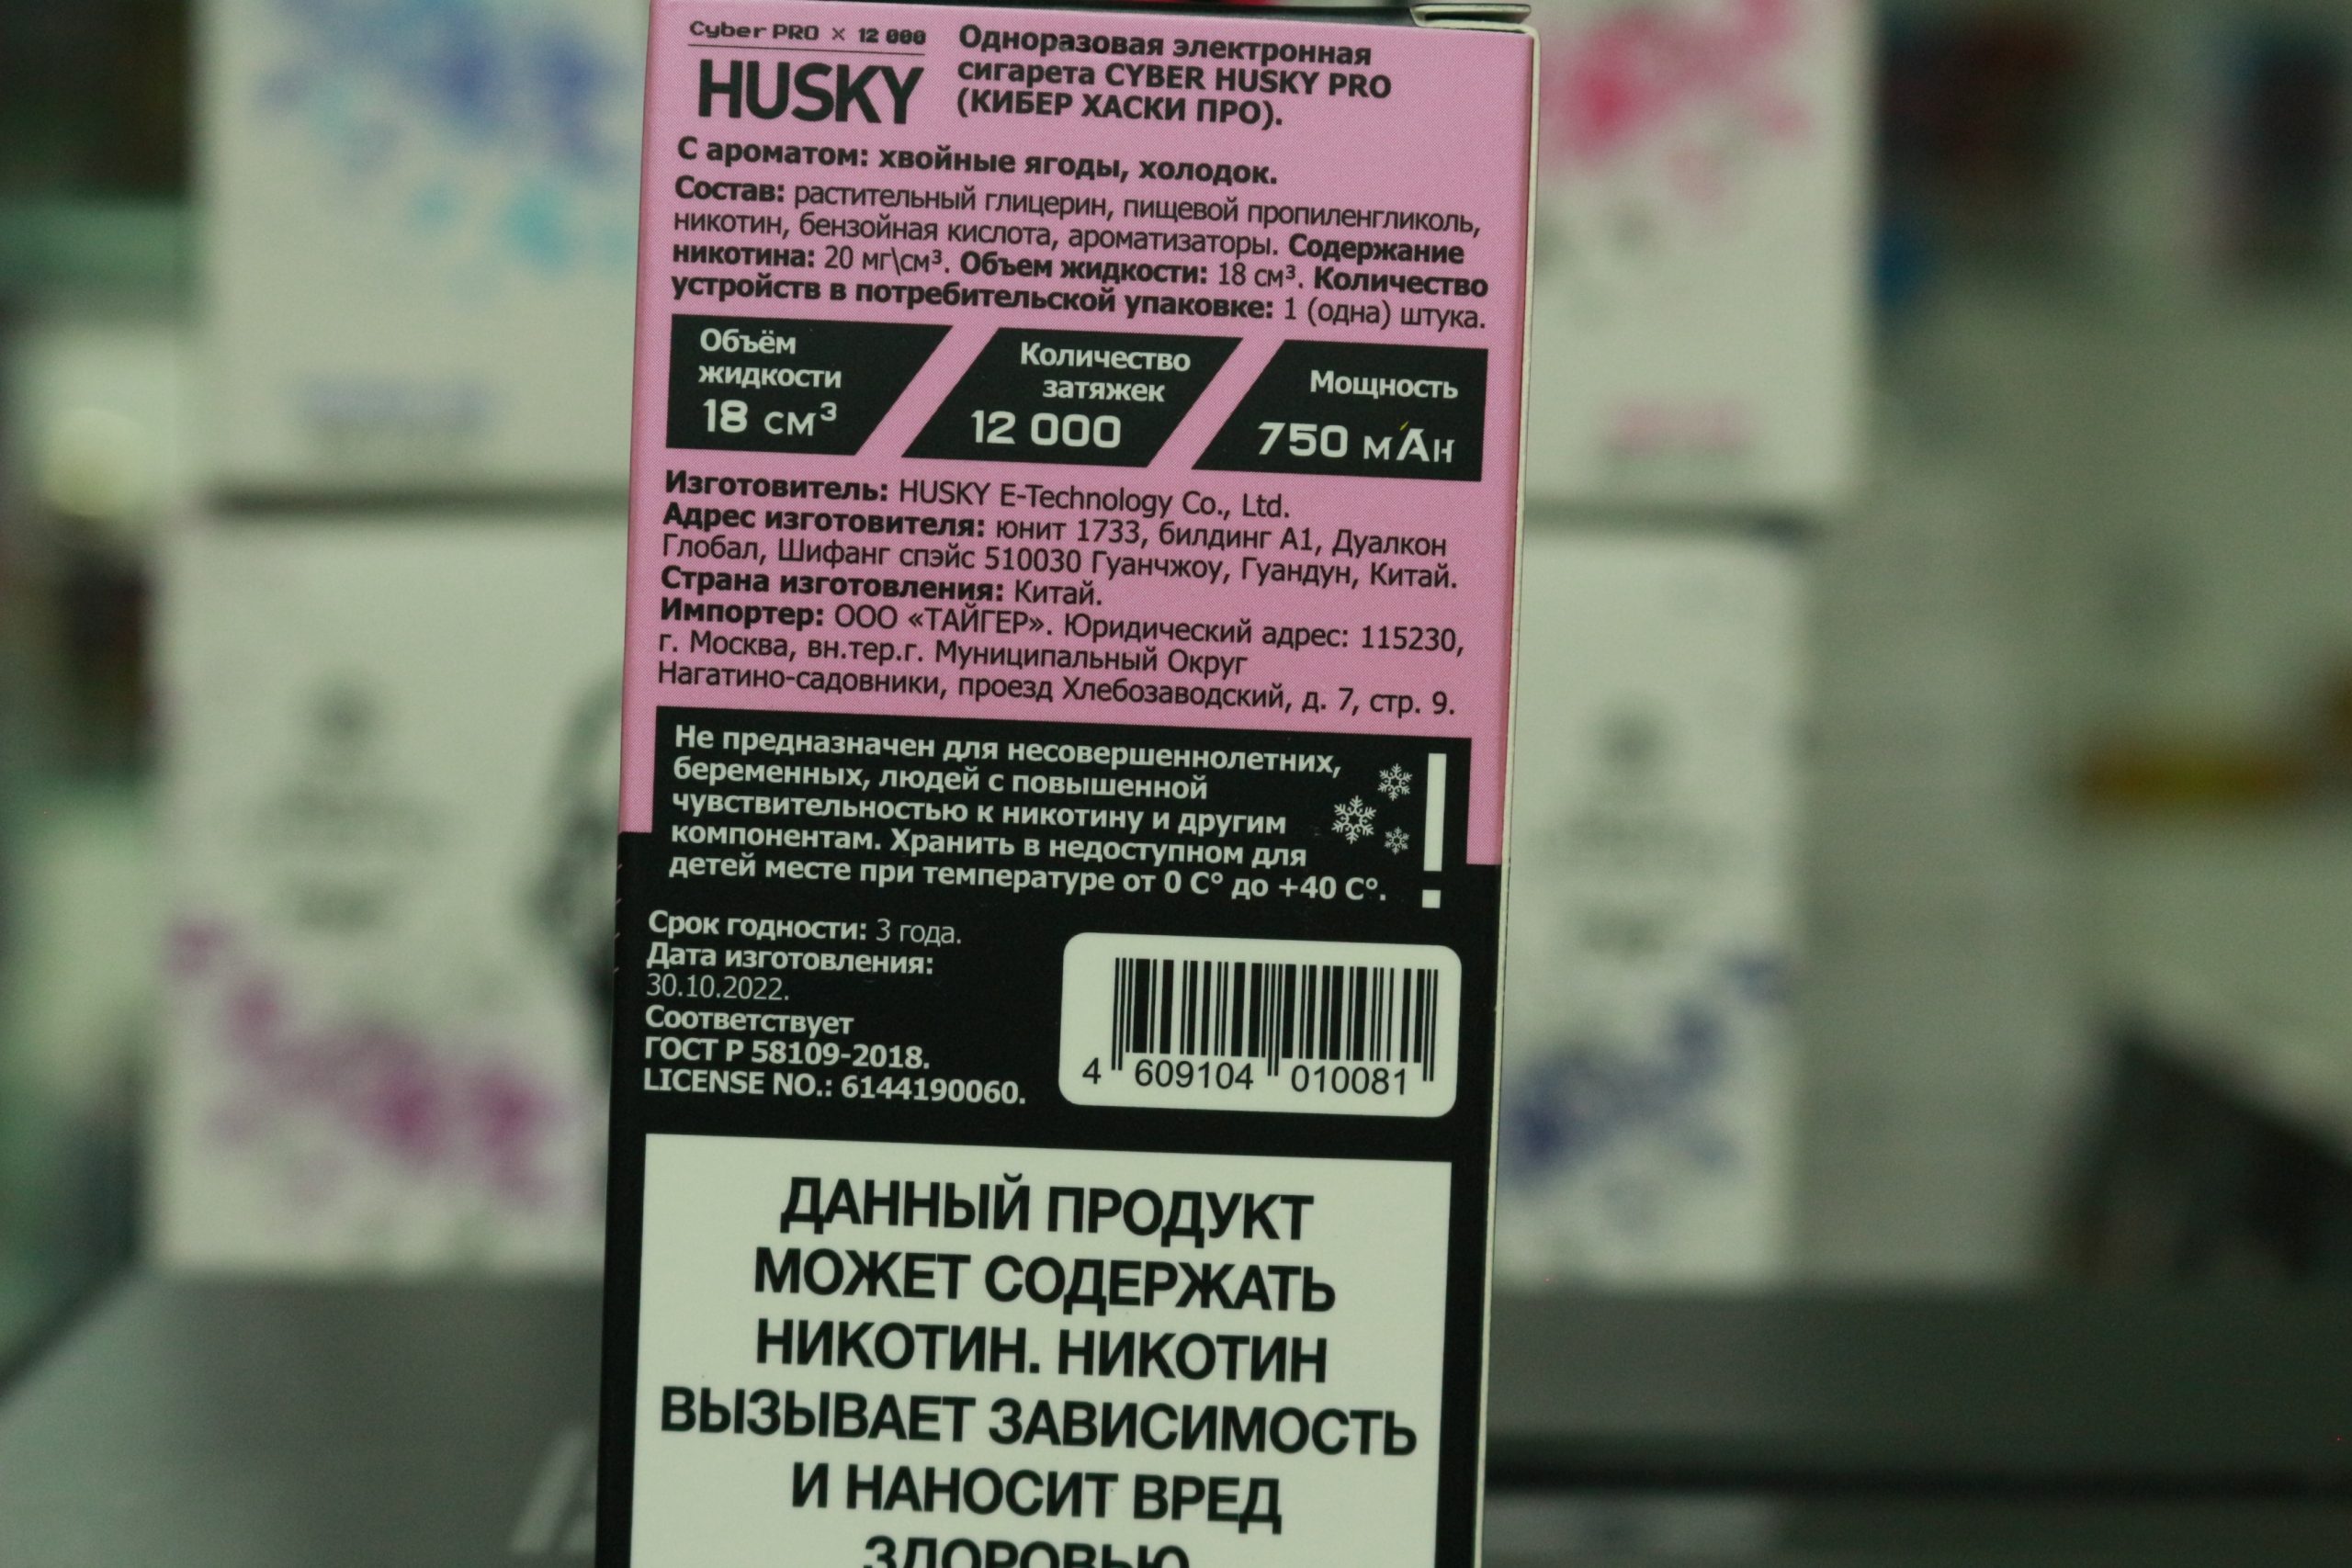 Cyber PRO × 12 000
HUSKY
Одноразовая электронная
сигарета CYBER HUSKY PRO
(КИБЕР ХАСКИ ПРО).
С ароматом: хвойные ягоды, холодок.
Состав: растительный глицерин, пищевой пропиленгликоль,
никотин, бензойная кислота, ароматизаторы. Содержание
никотина: 20 мг\см³. Объем жидкости: 18 см³. Количество
устройств в потребительской упаковке: 1 (одна) штука.
Объём
жидкости
18 см³
Количество
затяжек
12 000
Мощность
750 мАн
Изготовитель: HUSKY E-Technology Co., Ltd.
Адрес изготовителя: юнит 1733, билдинг А1, Дуалкон
Глобал, Шифанг спэйс 510030 Гуанчжоу, Гуандун, Китай.
Страна изготовления: Китай.
Импортер: ООО «ТАЙГЕР». Юридический адрес: 115230,
г. Москва, вн.тер.г. Муниципальный Округ
Нагатино-садовники, проезд Хлебозаводский, д. 7, стр. 9.
Не предназначен для несовершеннолетних,
беременных, людей с повышенной
чувствительностью к никотину и другим
компонентам. Хранить в недоступном для
детей месте при температуре от 0 С° до +40 С°.
!
Срок годности: 3 года.
Дата изготовления:
30.10.2022.
Соответствует
ГОСТ Р 58109-2018.
LICENSE NO.: 6144190060.
4 609104 010081
ДАННЫЙ ПРОДУКТ
МОЖЕТ СОДЕРЖАТЬ
НИКОТИН. НИКОТИН
ВЫЗЫВАЕТ ЗАВИСИМОСТЬ
И НАНОСИТ ВРЕД
ЗДОРОВЬЮ